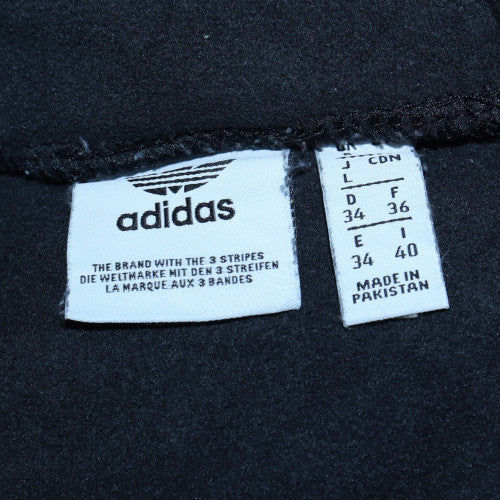 adidas
THE BRAND WITH THE 3 STRIPES
DIE WELTMARKE MIT DEN 3 STREIFEN
LA MARQUE AUX 3 BANDES
J CDN
L
D F
34 36
E I
34 40
MADE IN
PAKISTAN